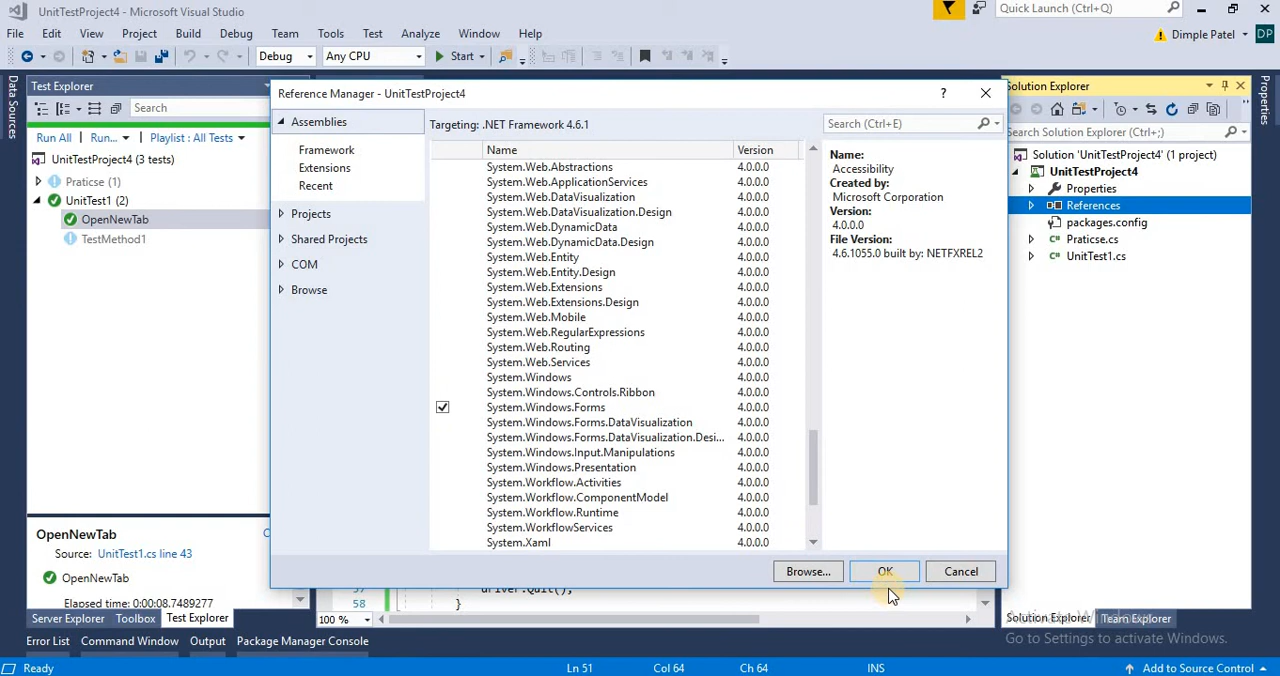 UnitTestProject4 - Microsoft Visual Studio
Quick Launch (Ctrl+Q)
File Edit View Project Build Debug Team Tools Test Analyze Window Help
Dimple Patel DP
Debug Any CPU Start
Data Sources
Test Explorer
Search
Run All Run... Playlist : All Tests
UnitTestProject4 (3 tests)
Praticse (1)
UnitTest1 (2)
OpenNewTab
TestMethod1
OpenNewTab
Source: UnitTest1.cs line 43
OpenNewTab
Elapsed time: 0:00:08.7489277
Server Explorer Toolbox Test Explorer
Reference Manager - UnitTestProject4
Assemblies
Framework
Extensions
Recent
Projects
Shared Projects
COM
Browse
Targeting: .NET Framework 4.6.1
Search (Ctrl+E)
Name Version
System.Web.Abstractions 4.0.0.0
System.Web.ApplicationServices 4.0.0.0
System.Web.DataVisualization 4.0.0.0
System.Web.DataVisualization.Design 4.0.0.0
System.Web.DynamicData 4.0.0.0
System.Web.DynamicData.Design 4.0.0.0
System.Web.Entity 4.0.0.0
System.Web.Entity.Design 4.0.0.0
System.Web.Extensions 4.0.0.0
System.Web.Extensions.Design 4.0.0.0
System.Web.Mobile 4.0.0.0
System.Web.RegularExpressions 4.0.0.0
System.Web.Routing 4.0.0.0
System.Web.Services 4.0.0.0
System.Windows 4.0.0.0
System.Windows.Controls.Ribbon 4.0.0.0
System.Windows.Forms 4.0.0.0
System.Windows.Forms.DataVisualization 4.0.0.0
System.Windows.Forms.DataVisualization.Desi... 4.0.0.0
System.Windows.Input.Manipulations 4.0.0.0
System.Windows.Presentation 4.0.0.0
System.Workflow.Activities 4.0.0.0
System.Workflow.ComponentModel 4.0.0.0
System.Workflow.Runtime 4.0.0.0
System.WorkflowServices 4.0.0.0
System.Xaml 4.0.0.0
Name:
Accessibility
Created by:
Microsoft Corporation
Version:
4.0.0.0
File Version:
4.6.1055.0 built by: NETFXREL2
Browse... OK Cancel
driver.Quit();
58 }
100 %
Solution Explorer
Search Solution Explorer (Ctrl+;)
Solution 'UnitTestProject4' (1 project)
UnitTestProject4
Properties
References
packages.config
Praticse.cs
UnitTest1.cs
Solution Explorer Team Explorer
Properties
Activate Windows
Go to Settings to activate Windows.
Error List Command Window Output Package Manager Console
Ready Ln 51 Col 64 Ch 64 INS Add to Source Control